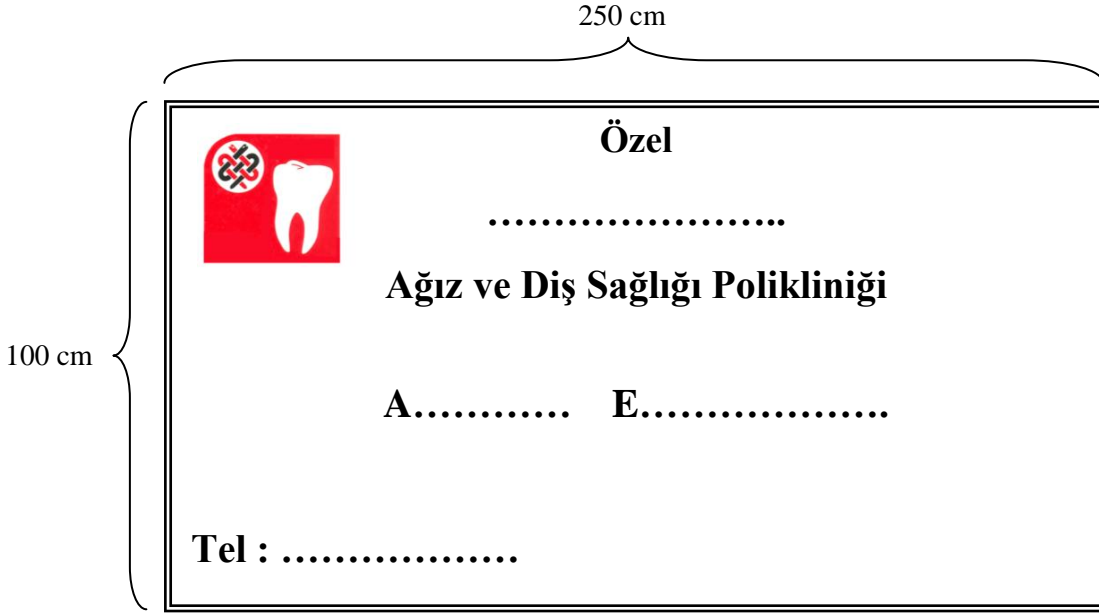 250 cm
Özel
……………………..
Ağız ve Diş Sağlığı Polikliniği
100 cm
A………… E……………….
Tel : ………………